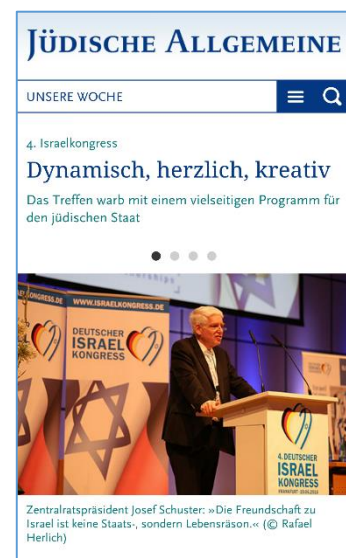 JÜDISCHE ALLGEMEINE
UNSERE WOCHE
4. Israelkongress
Dynamisch, herzlich, kreativ
Das Treffen warb mit einem vielseitigen Programm für
den jüdischen Staat
WWW.ISRAELKONGRESS.DE
DEUTSCHER
ISRAEL
KONGRESS
4. DEUTSCHER
ISRAEL
KONGRESS
Zentralratspräsident Josef Schuster: »Die Freundschaft zu
Israel ist keine Staats-, sondern Lebensräson.« (© Rafael
Herlich)